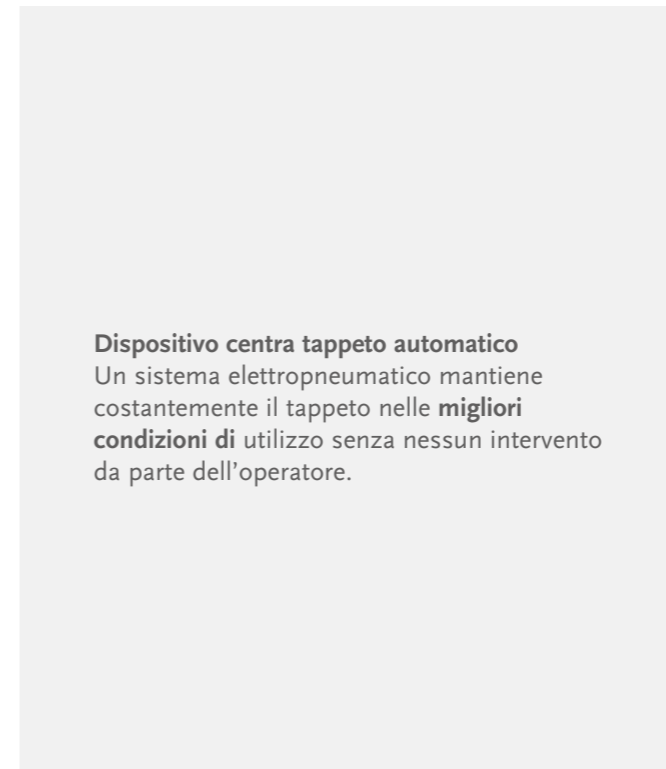 Dispositivo centra tappeto automatico
Un sistema elettropneumatico mantiene
costantemente il tappeto nelle migliori
condizioni di utilizzo senza nessun intervento
da parte dell’operatore.